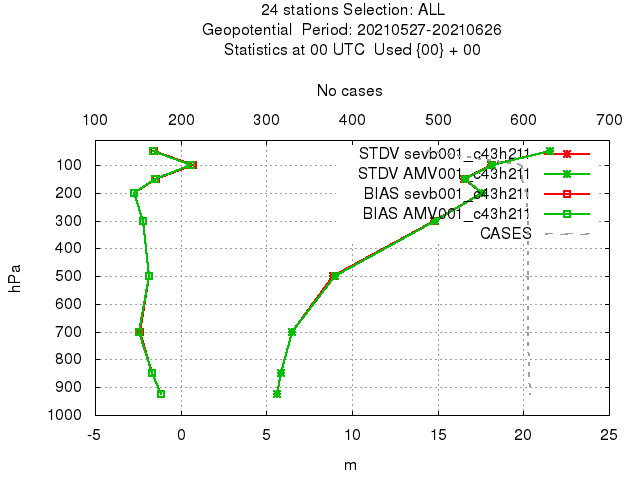 24 stations Selection: ALL
Geopotential  Period: 20210527-20210626
Statistics at 00 UTC  Used {00} + 00
No cases
100 200 300 400 500 600 700
STDV sevb001_c43h211
STDV AMV001_c43h211
BIAS sevb001_c43h211
BIAS AMV001_c43h211
CASES
100
200
300
400
500
600
700
800
900
1000
hPa
-5 0 5 10 15 20 25
m